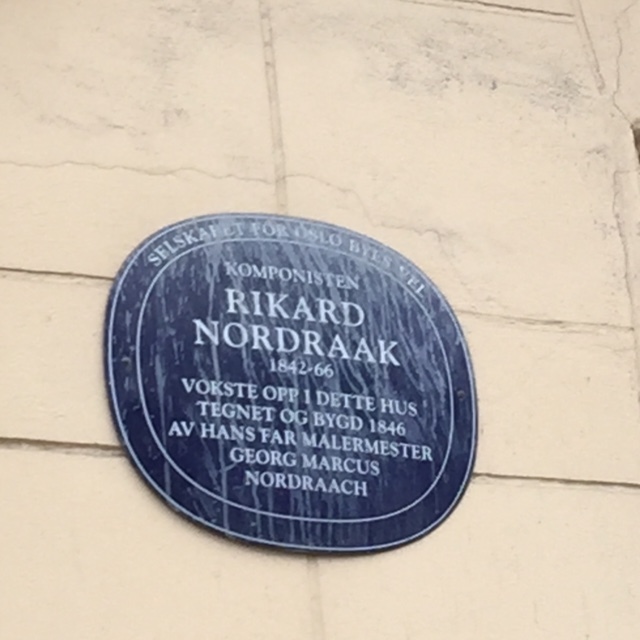 SELSKABET FOR OSLO BYES VEL
KOMPONISTEN
RIKARD
NORDRAAK
1842-66
VOKSTE OPP I DETTE HUS
TEGNET OG BYGD 1846
AV HANS FAR MALERMESTER
GEORG MARCUS
NORDRAACH